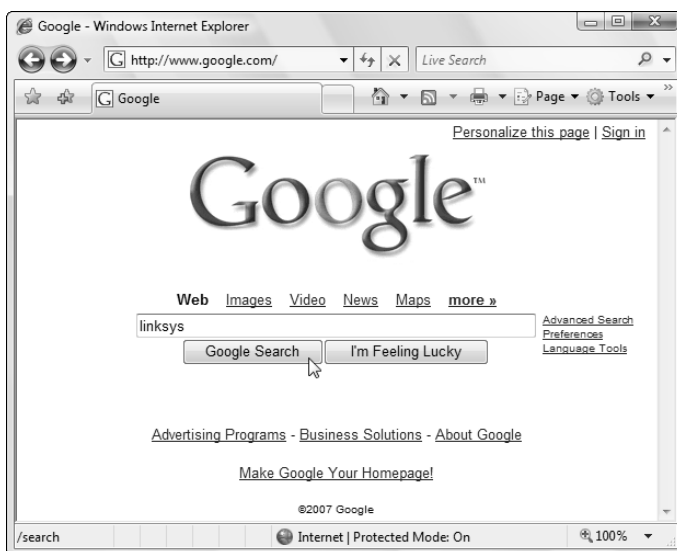 Google - Windows Internet Explorer
http://www.google.com/ Live Search
Google Page Tools
Personalize this page | Sign in
Google™
Web Images Video News Maps more »
linksys
Advanced Search
Preferences
Language Tools
Google Search I'm Feeling Lucky
Advertising Programs - Business Solutions - About Google
Make Google Your Homepage!
©2007 Google
/search Internet | Protected Mode: On 100%